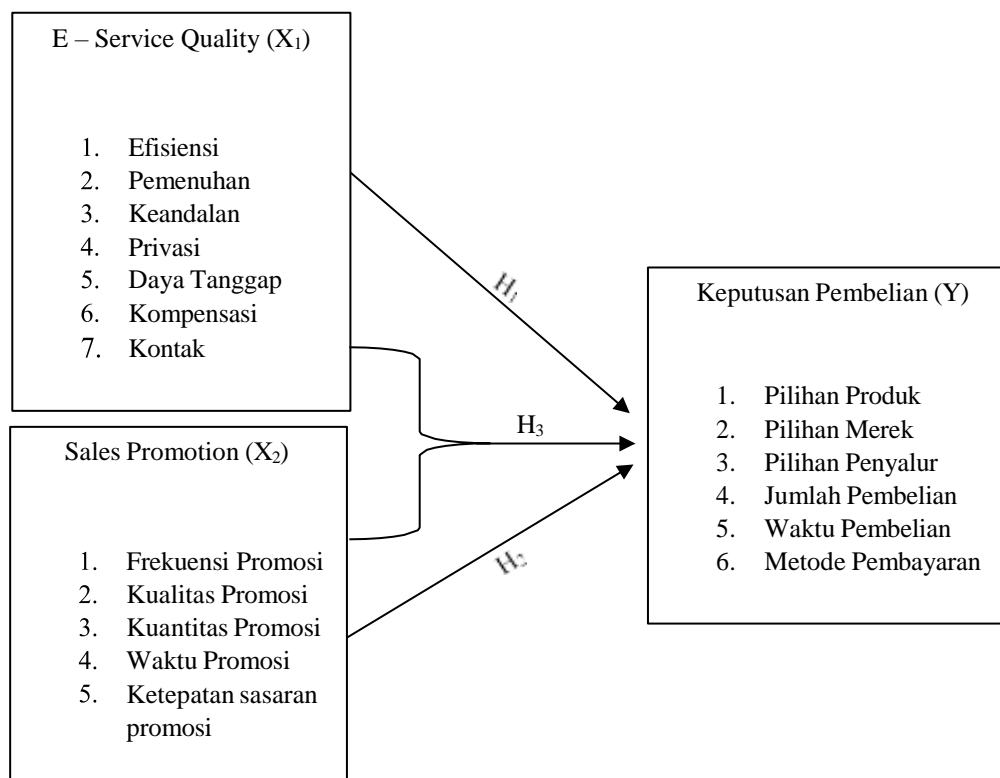 E – Service Quality (X₁)
1. Efisiensi
2. Pemenuhan
3. Keandalan
4. Privasi
5. Daya Tanggap
6. Kompensasi
7. Kontak
H₁
Keputusan Pembelian (Y)
1. Pilihan Produk
2. Pilihan Merek
3. Pilihan Penyalur
4. Jumlah Pembelian
5. Waktu Pembelian
6. Metode Pembayaran
H₃
Sales Promotion (X₂)
1. Frekuensi Promosi
2. Kualitas Promosi
3. Kuantitas Promosi
4. Waktu Promosi
5. Ketepatan sasaran
promosi
H₂